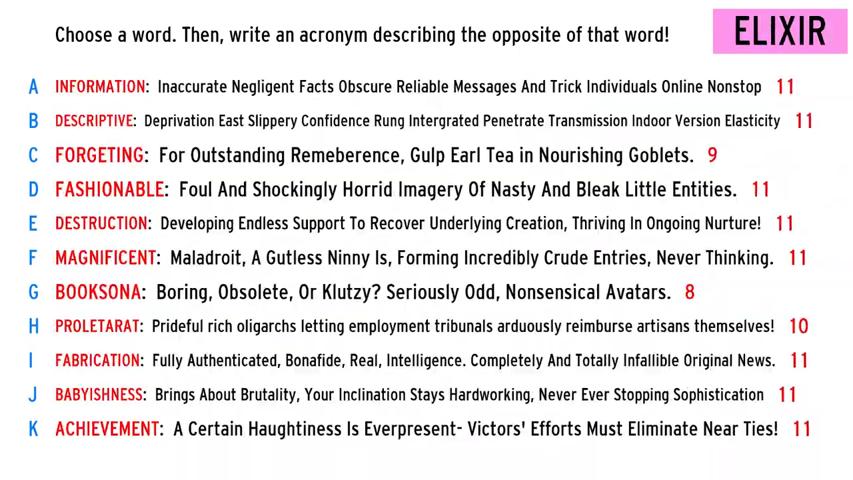 Choose a word. Then, write an acronym describing the opposite of that word!
ELIXIR
A INFORMATION: Inaccurate Negligent Facts Obscure Reliable Messages And Trick Individuals Online Nonstop 11
B DESCRIPTIVE: Deprivation East Slippery Confidence Rung Intergrated Penetrate Transmission Indoor Version Elasticity 11
C FORGETING: For Outstanding Remeberence, Gulp Earl Tea in Nourishing Goblets. 9
D FASHIONABLE: Foul And Shockingly Horrid Imagery Of Nasty And Bleak Little Entities. 11
E DESTRUCTION: Developing Endless Support To Recover Underlying Creation, Thriving In Ongoing Nurture! 11
F MAGNIFICENT: Maladroit, A Gutless Ninny Is, Forming Incredibly Crude Entries, Never Thinking. 11
G BOOKSONA: Boring, Obsolete, Or Klutzy? Seriously Odd, Nonsensical Avatars. 8
H PROLETARAT: Prideful rich oligarchs letting employment tribunals arduously reimburse artisans themselves! 10
I FABRICATION: Fully Authenticated, Bonafide, Real, Intelligence. Completely And Totally Infallible Original News. 11
J BABYISHNESS: Brings About Brutality, Your Inclination Stays Hardworking, Never Ever Stopping Sophistication 11
K ACHIEVEMENT: A Certain Haughtiness Is Everpresent- Victors' Efforts Must Eliminate Near Ties! 11